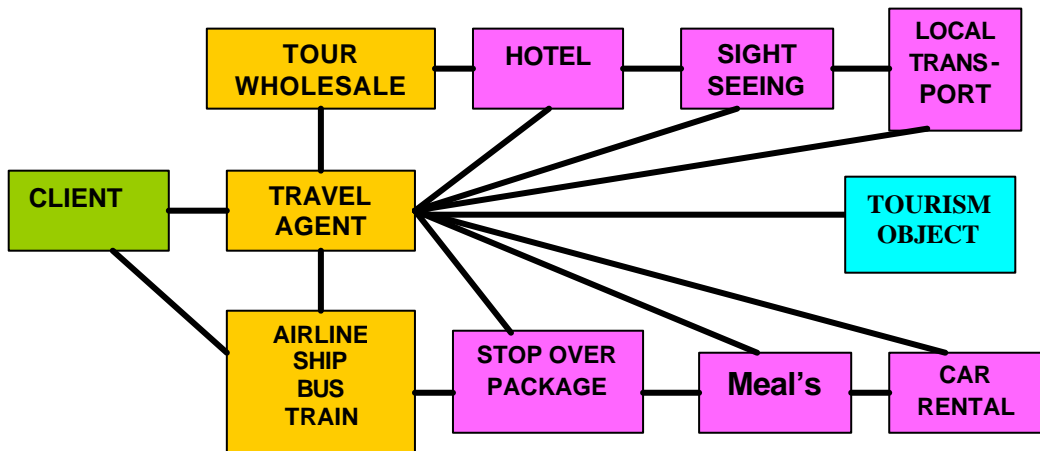 TOUR
WHOLESALE
HOTEL
SIGHT
SEEING
LOCAL
TRANS-
PORT
CLIENT
TRAVEL
AGENT
TOURISM
OBJECT
AIRLINE
SHIP
BUS
TRAIN
STOP OVER
PACKAGE
Meal's
CAR
RENTAL